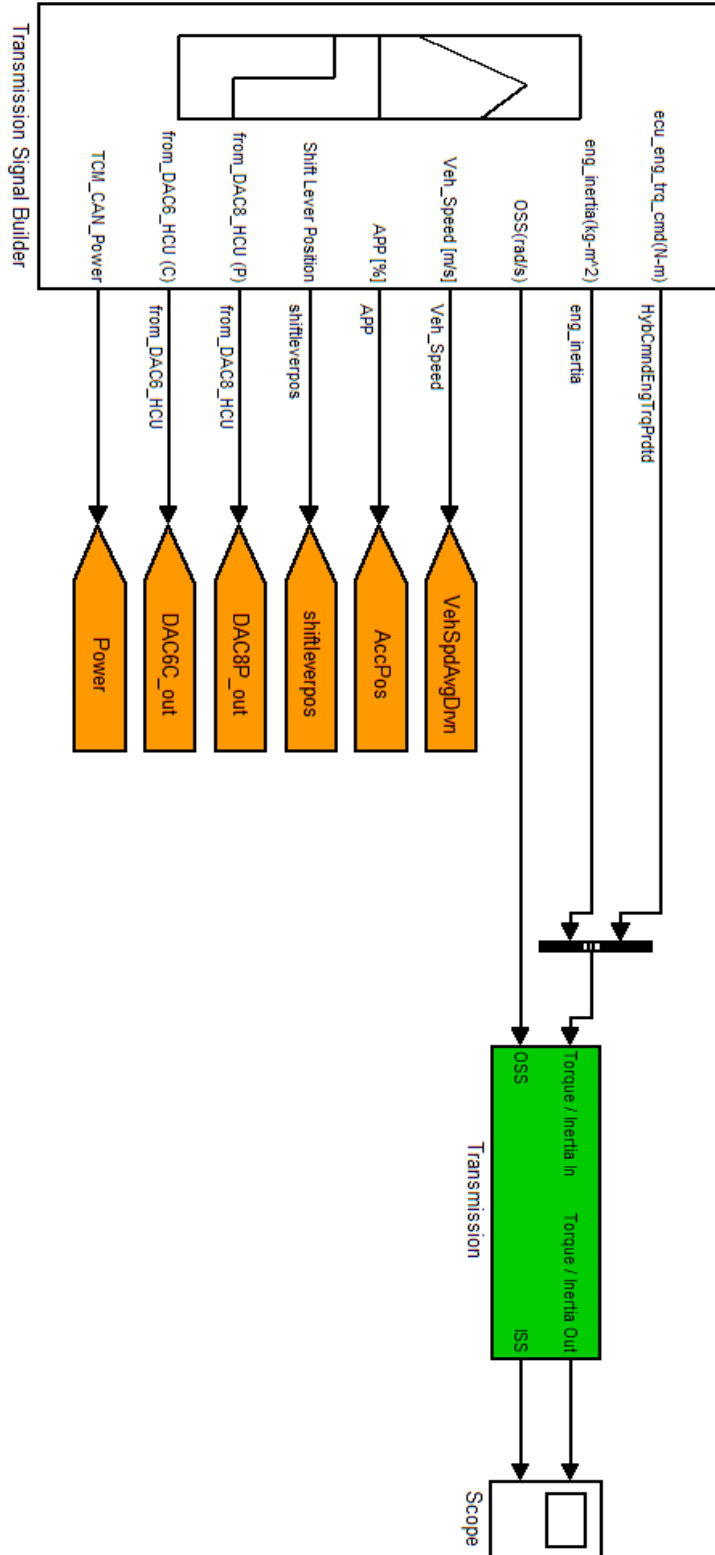 ecu_eng_trq_cmd(N-m)
HybCmndEngTrqPrdtd
eng_inertia(kg-m^2)
eng_inertia
OSS(rad/s)
Veh_Speed [m/s]
Veh_Speed
VehSpdAvgDrvn
APP [%]
APP
AccPos
Shift Lever Position
shiftleverpos
shiftleverpos
from_DAC8_HCU (P)
from_DAC8_HCU
DAC8P_out
from_DAC6_HCU (C)
from_DAC6_HCU
DAC6C_out
TCM_CAN_Power
Power
Transmission Signal Builder
Torque / Inertia In
Torque / Inertia Out
OSS
ISS
Transmission
Scope